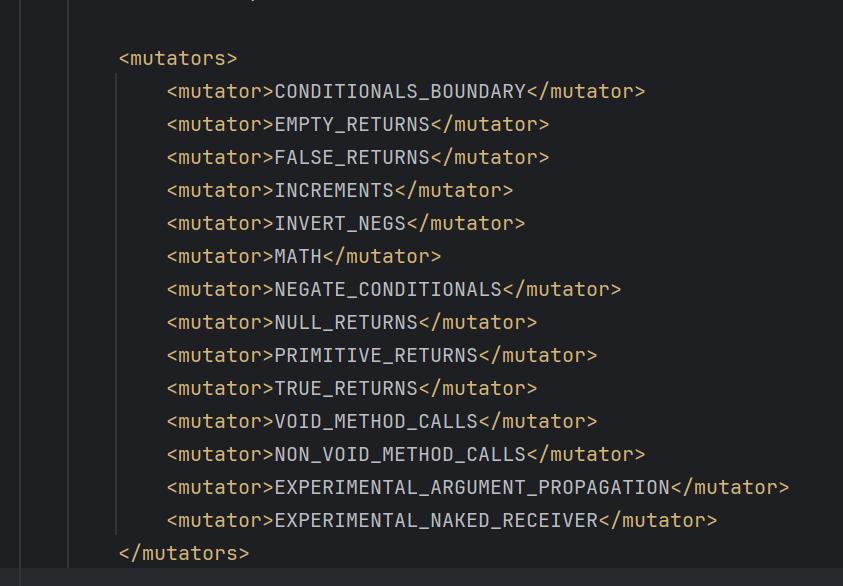 <mutators>
<mutator>CONDITIONALS_BOUNDARY</mutator>
<mutator>EMPTY_RETURNS</mutator>
<mutator>FALSE_RETURNS</mutator>
<mutator>INCREMENTS</mutator>
<mutator>INVERT_NEGS</mutator>
<mutator>MATH</mutator>
<mutator>NEGATE_CONDITIONALS</mutator>
<mutator>NULL_RETURNS</mutator>
<mutator>PRIMITIVE_RETURNS</mutator>
<mutator>TRUE_RETURNS</mutator>
<mutator>VOID_METHOD_CALLS</mutator>
<mutator>NON_VOID_METHOD_CALLS</mutator>
<mutator>EXPERIMENTAL_ARGUMENT_PROPAGATION</mutator>
<mutator>EXPERIMENTAL_NAKED_RECEIVER</mutator>
</mutators>